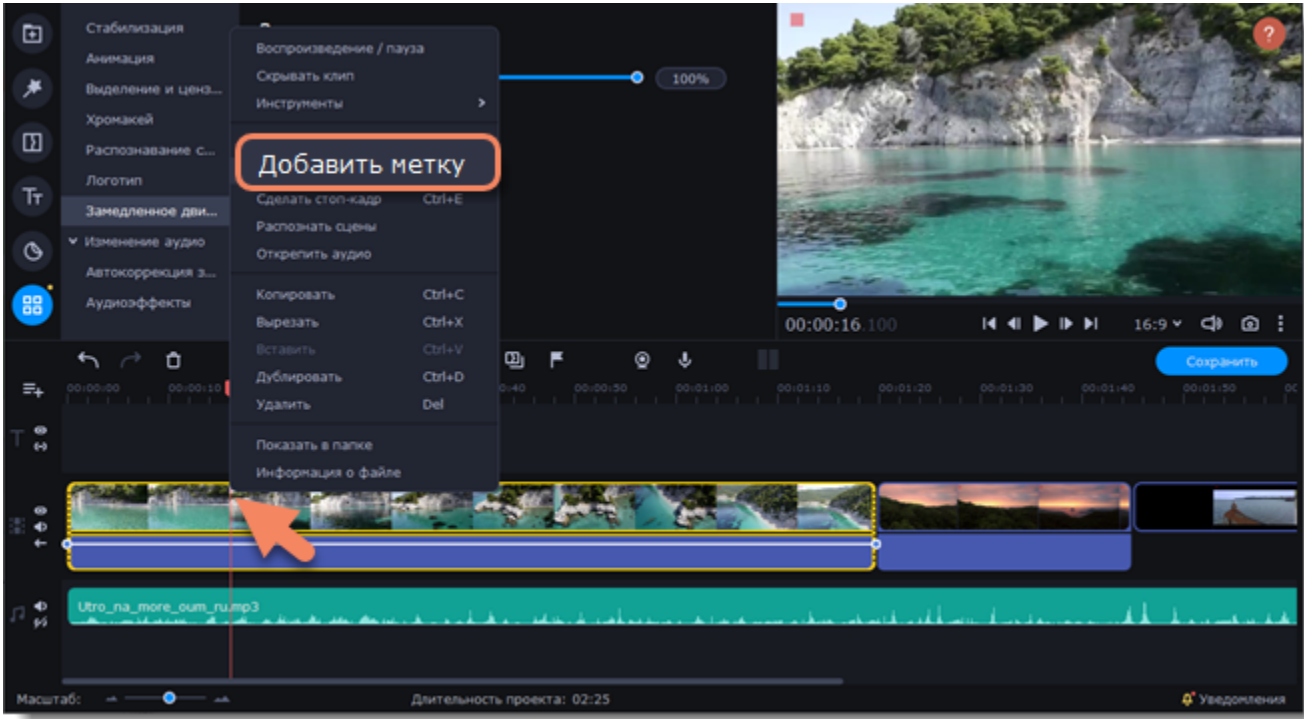 Стабилизация
Анимация
Выделение и ценз...
Хромакей
Распознавание с...
Логотип
Замедленное дви...
Изменение аудио
Автокоррекция з...
Аудиоэффекты
Воспроизведение / пауза
Скрывать клип
Инструменты
Добавить метку
Сделать стоп-кадр Ctrl+E
Распознать сцены
Открепить аудио
Копировать Ctrl+C
Вырезать Ctrl+X
Вставить Ctrl+V
Дублировать Ctrl+D
Удалить Del
Показать в папке
Информация о файле
100%
?
00:00:16.100
16:9
Сохранить
00:00:00 00:00:10 0:40 00:00:50 00:01:00 00:01:10 00:01:20 00:01:30 00:01:40 00:01:50
Utro_na_more_oum_ru.mp3
Масштаб: Длительность проекта: 02:25 Уведомления